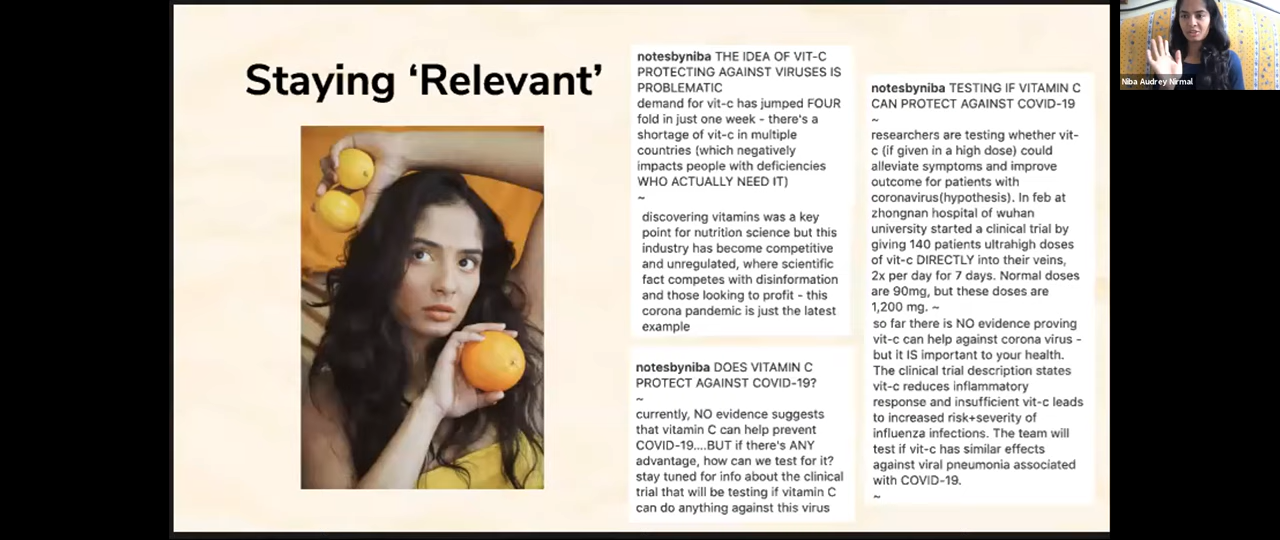 Staying ‘Relevant’
notesbyniba THE IDEA OF VIT-C
PROTECTING AGAINST VIRUSES IS
PROBLEMATIC
demand for vit-c has jumped FOUR
fold in just one week - there's a
shortage of vit-c in multiple
countries (which negatively
impacts people with deficiencies
WHO ACTUALLY NEED IT)
~
discovering vitamins was a key
point for nutrition science but this
industry has become competitive
and unregulated, where scientific
fact competes with disinformation
and those looking to profit - this
corona pandemic is just the latest
example
notesbyniba DOES VITAMIN C
PROTECT AGAINST COVID-19?
~
currently, NO evidence suggests
that vitamin C can help prevent
COVID-19....BUT if there's ANY
advantage, how can we test for it?
stay tuned for info about the clinical
trial that will be testing if vitamin C
can do anything against this virus
notesbyniba TESTING IF VITAMIN C
CAN PROTECT AGAINST COVID-19
~
researchers are testing whether vit-
c (if given in a high dose) could
alleviate symptoms and improve
outcome for patients with
coronavirus(hypothesis). In feb at
zhongnan hospital of wuhan
university started a clinical trial by
giving 140 patients ultrahigh doses
of vit-c DIRECTLY into their veins,
2x per day for 7 days. Normal doses
are 90mg, but these doses are
1,200 mg. ~
so far there is NO evidence proving
vit-c can help against corona virus -
but it IS important to your health.
The clinical trial description states
vit-c reduces inflammatory
response and insufficient vit-c leads
to increased risk+severity of
influenza infections. The team will
test if vit-c has similar effects
against viral pneumonia associated
with COVID-19.
~
Niba Audrey Nirmal